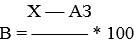 X — A3
B = ———— * 100